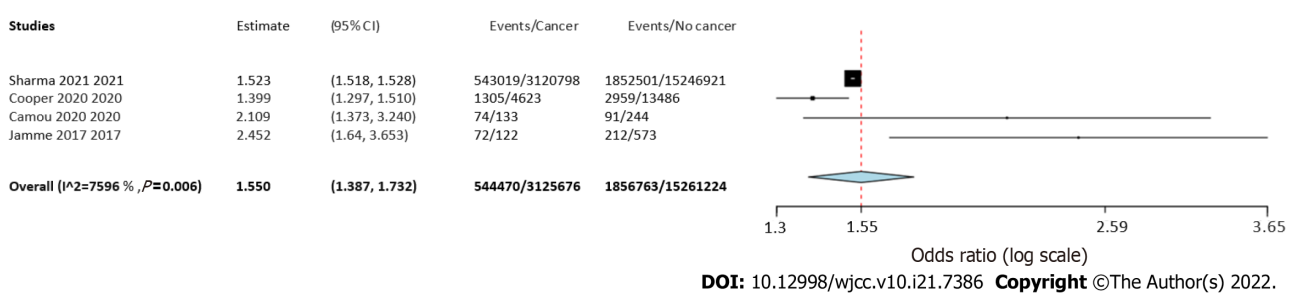 Studies Estimate (95% CI) Events/Cancer Events/No cancer
Sharma 2021 2021 1.523 (1.518, 1.528) 543019/3120798 1852501/15246921
Cooper 2020 2020 1.399 (1.297, 1.510) 1305/4623 2959/13486
Camou 2020 2020 2.109 (1.373, 3.240) 74/133 91/244
Jamme 2017 2017 2.452 (1.64, 3.653) 72/122 212/573
Overall (I^2=7596 % ,P=0.006) 1.550 (1.387, 1.732) 544470/3125676 1856763/15261224
1.3 1.55 2.59 3.65
Odds ratio (log scale)
DOI: 10.12998/wjcc.v10.i21.7386 Copyright ©The Author(s) 2022.